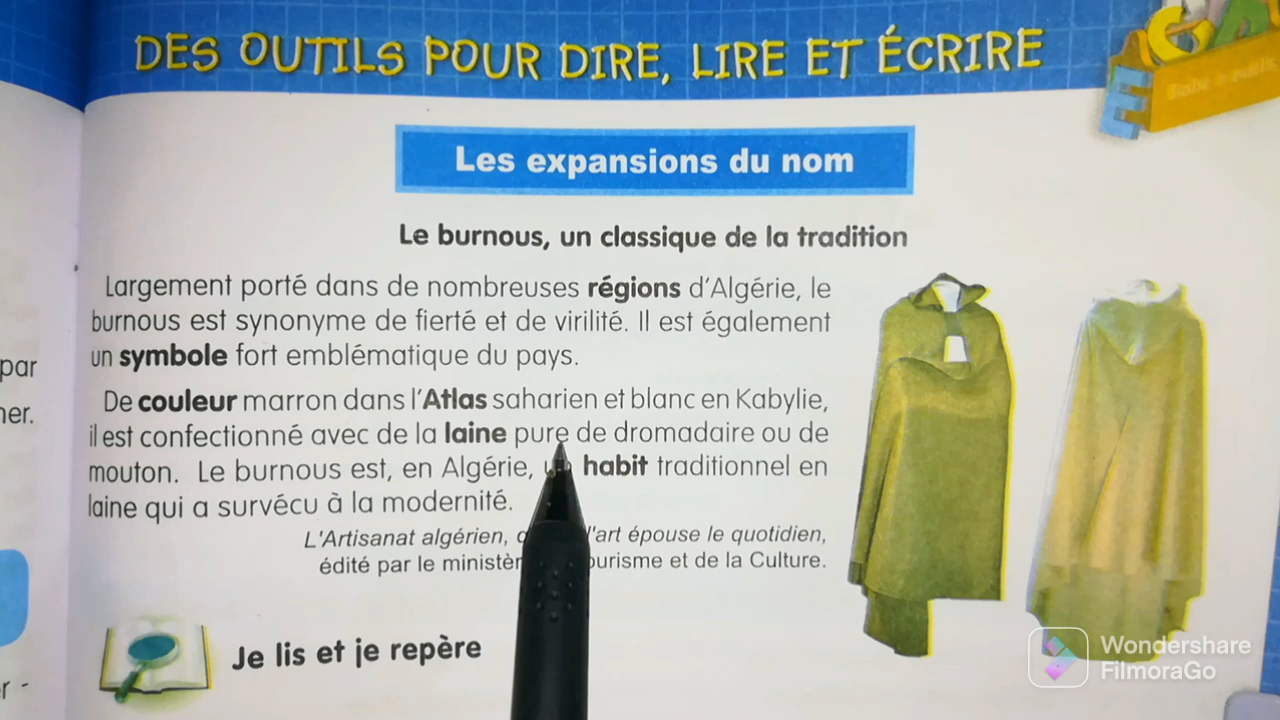 DES OUTILS POUR DIRE, LIRE ET ÉCRIRE
Les expansions du nom
Le burnous, un classique de la tradition
Largement porté dans de nombreuses régions d'Algérie, le
burnous est synonyme de fierté et de virilité. Il est également
un symbole fort emblématique du pays.
De couleur marron dans l'Atlas saharien et blanc en Kabylie,
il est confectionné avec de la laine pure de dromadaire ou de
mouton. Le burnous est, en Algérie, habit traditionnel en
laine qui a survécu à la modernité.
L'Artisanat algérien, l'art épouse le quotidien,
édité par le et de la Culture.
Je lis et je repère
par
Wondershare
FilmoraGo